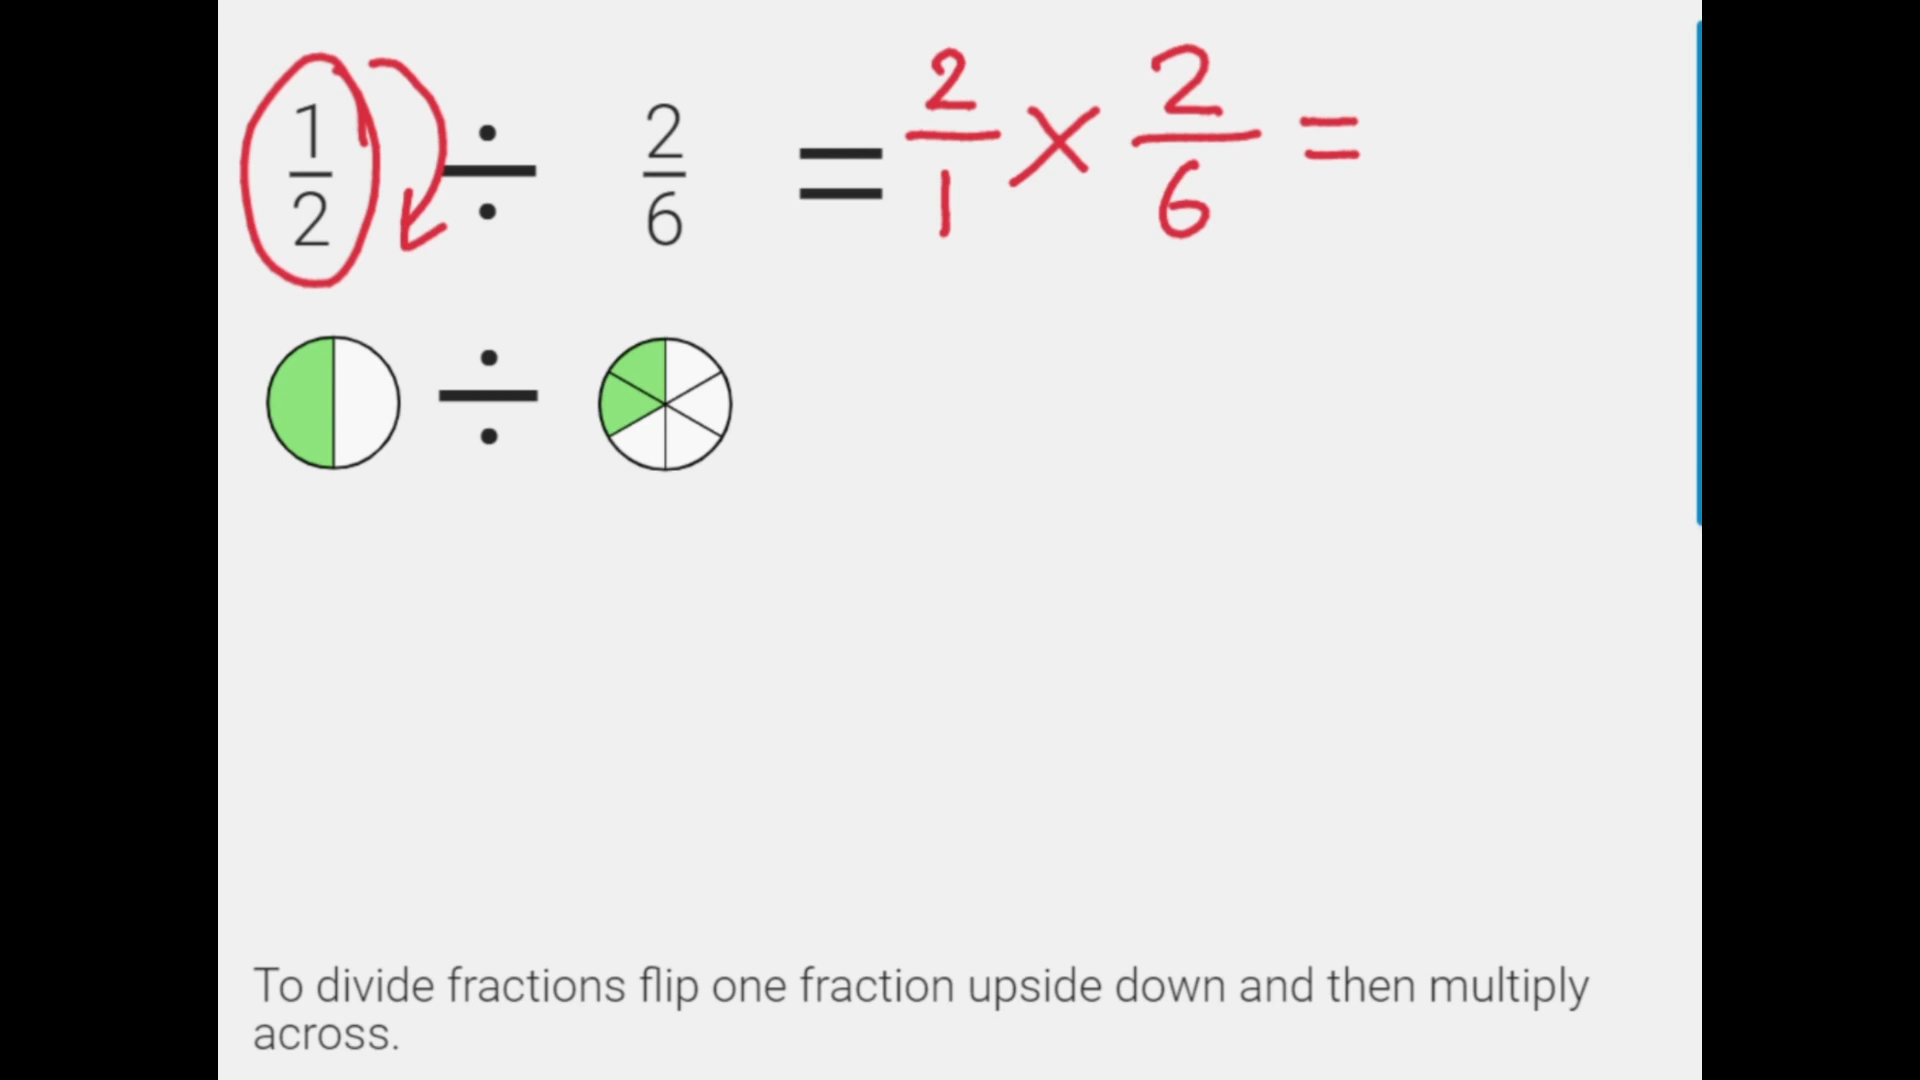 1/2 ÷ 2/6 = 2/1 × 2/6 =
÷
To divide fractions flip one fraction upside down and then multiply
across.